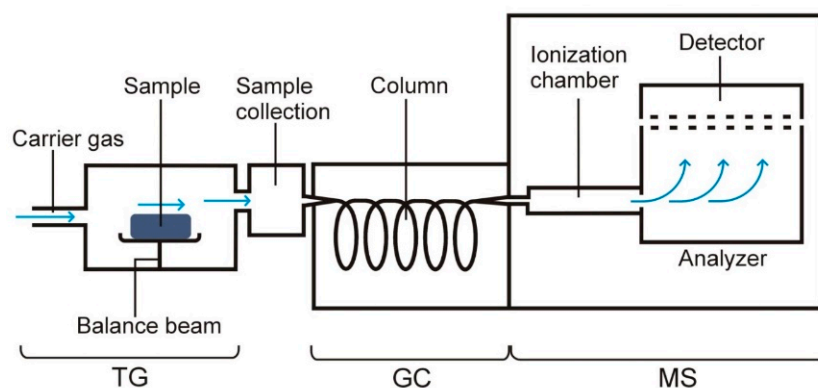 Carrier gas
Sample
Sample
collection
Column
Ionization
chamber
Detector
Analyzer
Balance beam
TG
GC
MS